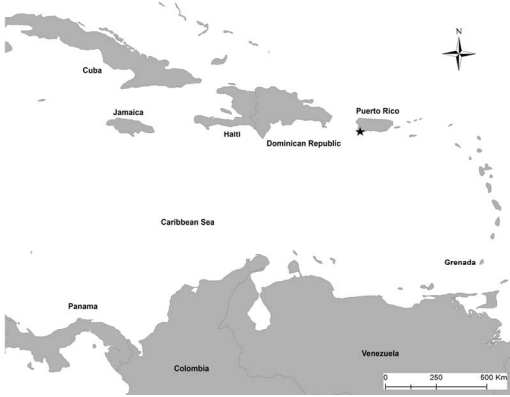 N
Cuba
Jamaica
Haiti
Dominican Republic
Puerto Rico
Caribbean Sea
Grenada
Panama
Colombia
Venezuela
0 250 500 Km